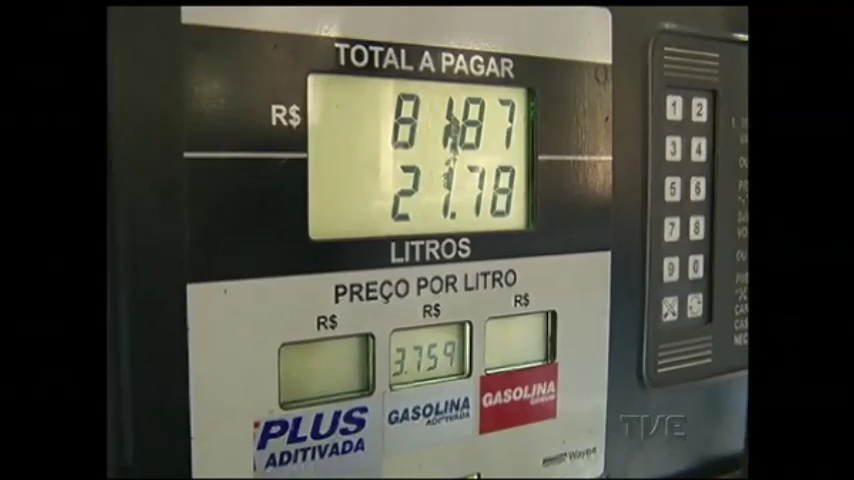 TOTAL A PAGAR
R$ 81.87
21.78
LITROS
PREÇO POR LITRO
R$ R$ R$
3.759
PLUS
ADITIVADA
GASOLINA
ADITIVADA
GASOLINA
Wayne
1 2
3 4
5 6
7 8
9 0
TVE